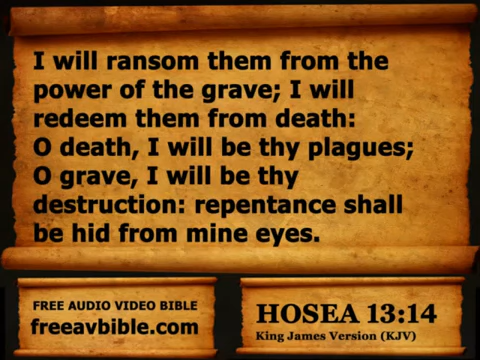 I will ransom them from the
power of the grave; I will
redeem them from death:
O death, I will be thy plagues;
O grave, I will be thy
destruction: repentance shall
be hid from mine eyes.
FREE AUDIO VIDEO BIBLE
freeavbible.com
HOSEA 13:14
King James Version (KJV)